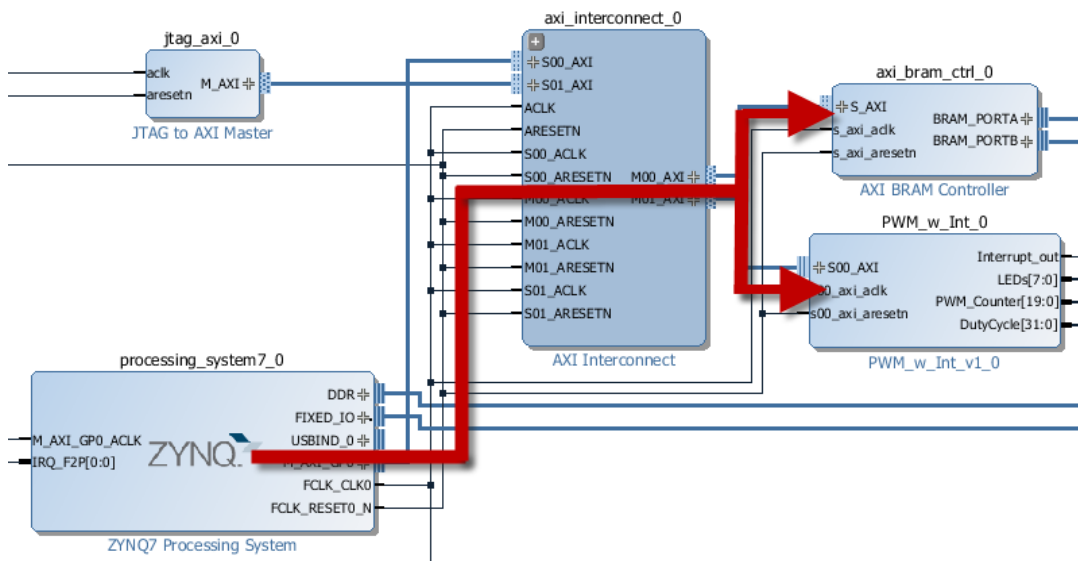 jtag_axi_0
aclk
aresetn
M_AXI
JTAG to AXI Master
axi_interconnect_0
S00_AXI
S01_AXI
ACLK
ARESETN
S00_ACLK
S00_ARESETN
M00_ACLK
M00_ARESETN
M01_ACLK
M01_ARESETN
S01_ACLK
S01_ARESETN
M00_AXI
M01_AXI
AXI Interconnect
axi_bram_ctrl_0
S_AXI
s_axi_aclk
s_axi_aresetn
BRAM_PORTA
BRAM_PORTB
AXI BRAM Controller
PWM_w_Int_0
S00_AXI
s00_axi_aclk
s00_axi_aresetn
Interrupt_out
LEDs[7:0]
PWM_Counter[19:0]
DutyCycle[31:0]
PWM_w_Int_v1_0
processing_system7_0
M_AXI_GP0_ACLK
IRQ_F2P[0:0]
ZYNQ
DDR
FIXED_IO
USBIND_0
M_AXI_GP0
FCLK_CLK0
FCLK_RESET0_N
ZYNQ7 Processing System